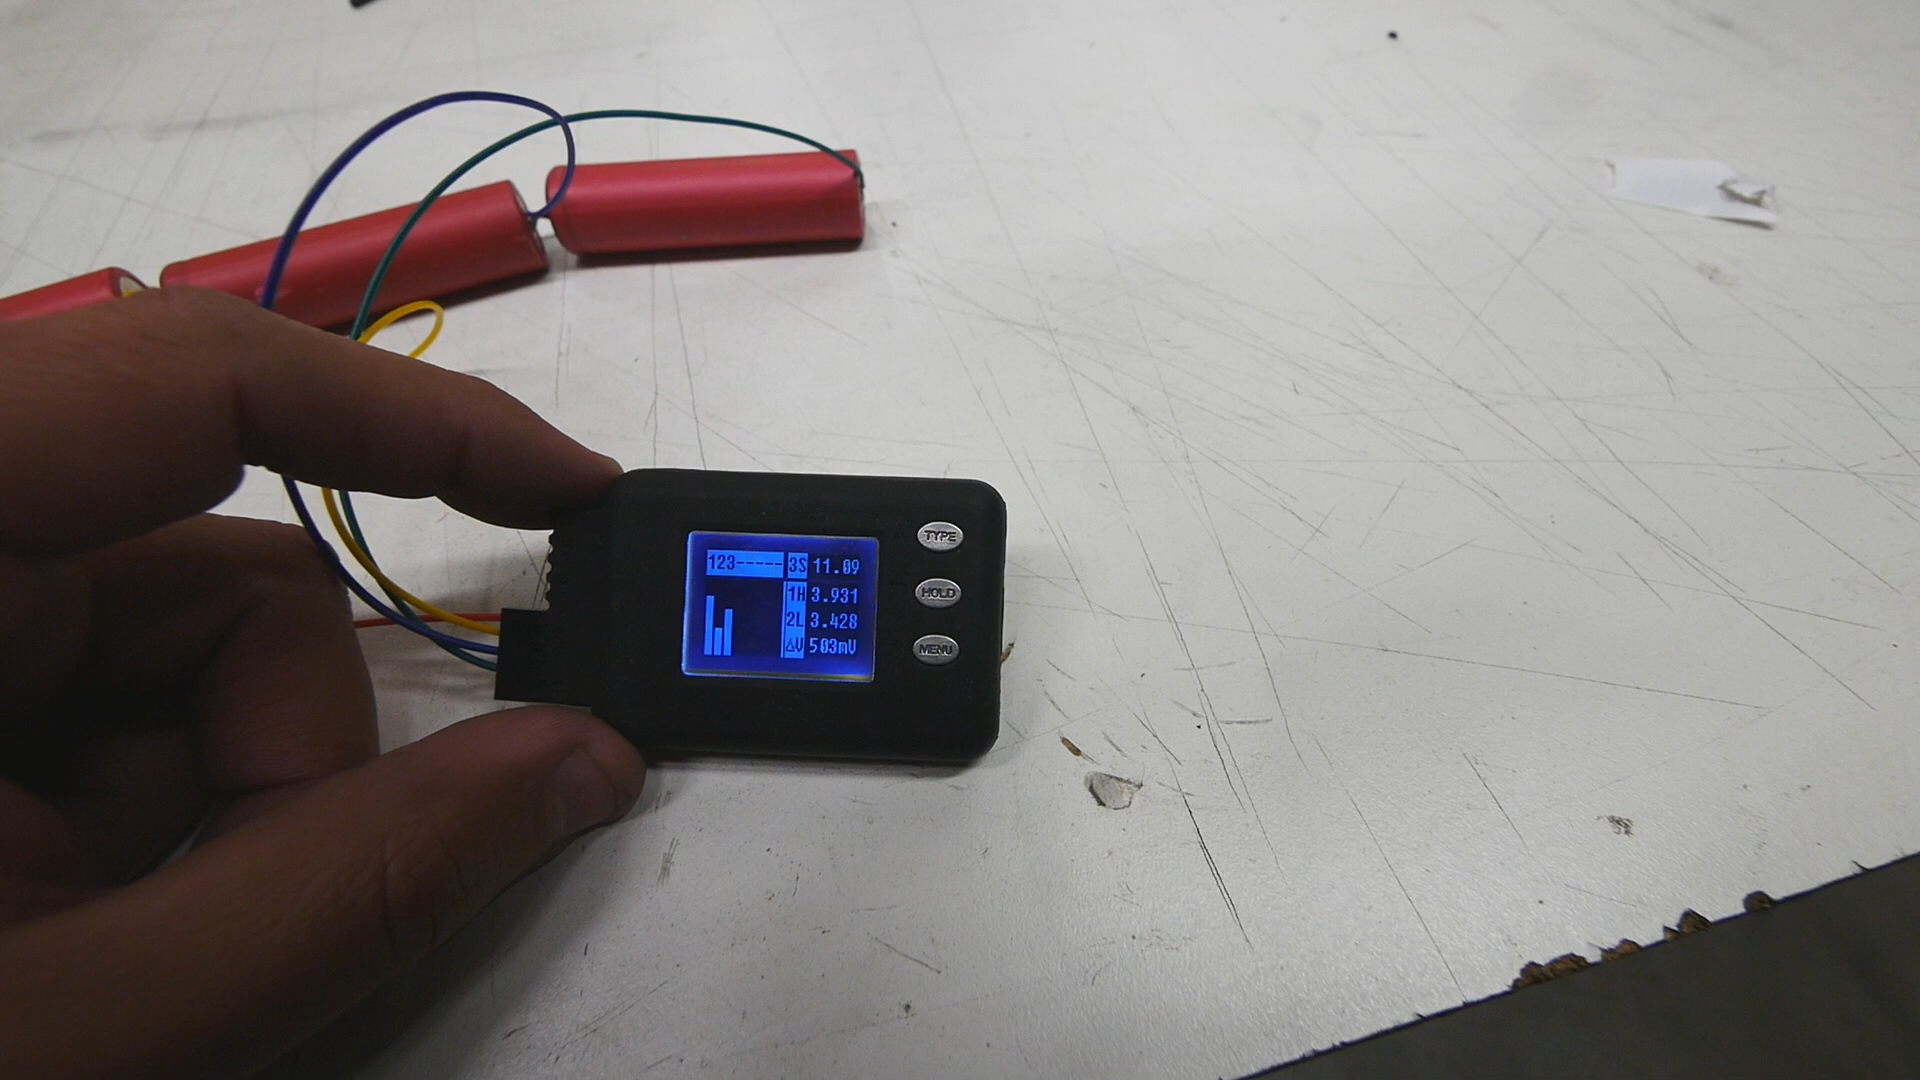 123----- 3S 11.09
1H 3.931
2L 3.428
ΔV 503mV
TYPE
HOLD
MENU